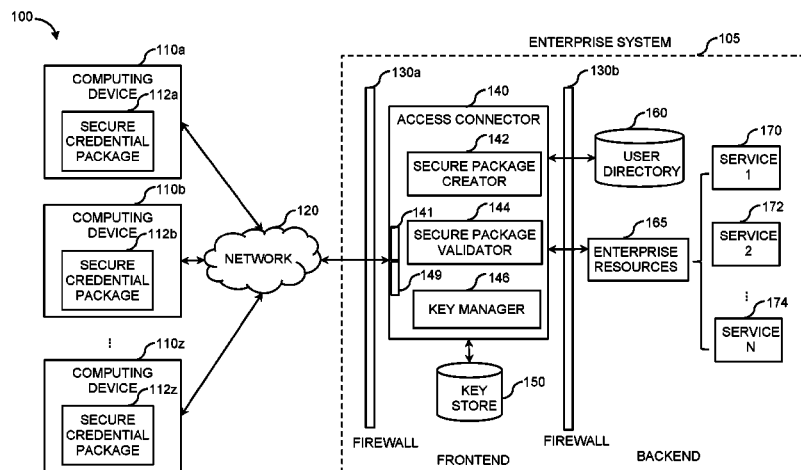 100
110a
COMPUTING
DEVICE
112a
SECURE
CREDENTIAL
PACKAGE
110b
COMPUTING
DEVICE
112b
SECURE
CREDENTIAL
PACKAGE
⋮
110z
COMPUTING
DEVICE
112z
SECURE
CREDENTIAL
PACKAGE
120
NETWORK
ENTERPRISE SYSTEM
105
130a
FIREWALL
140
ACCESS CONNECTOR
142
SECURE PACKAGE
CREATOR
141
144
SECURE PACKAGE
VALIDATOR
149
146
KEY MANAGER
KEY
STORE
150
FRONTEND
130b
FIREWALL
160
USER
DIRECTORY
165
ENTERPRISE
RESOURCES
170
SERVICE
1
172
SERVICE
2
⋮
174
SERVICE
N
BACKEND